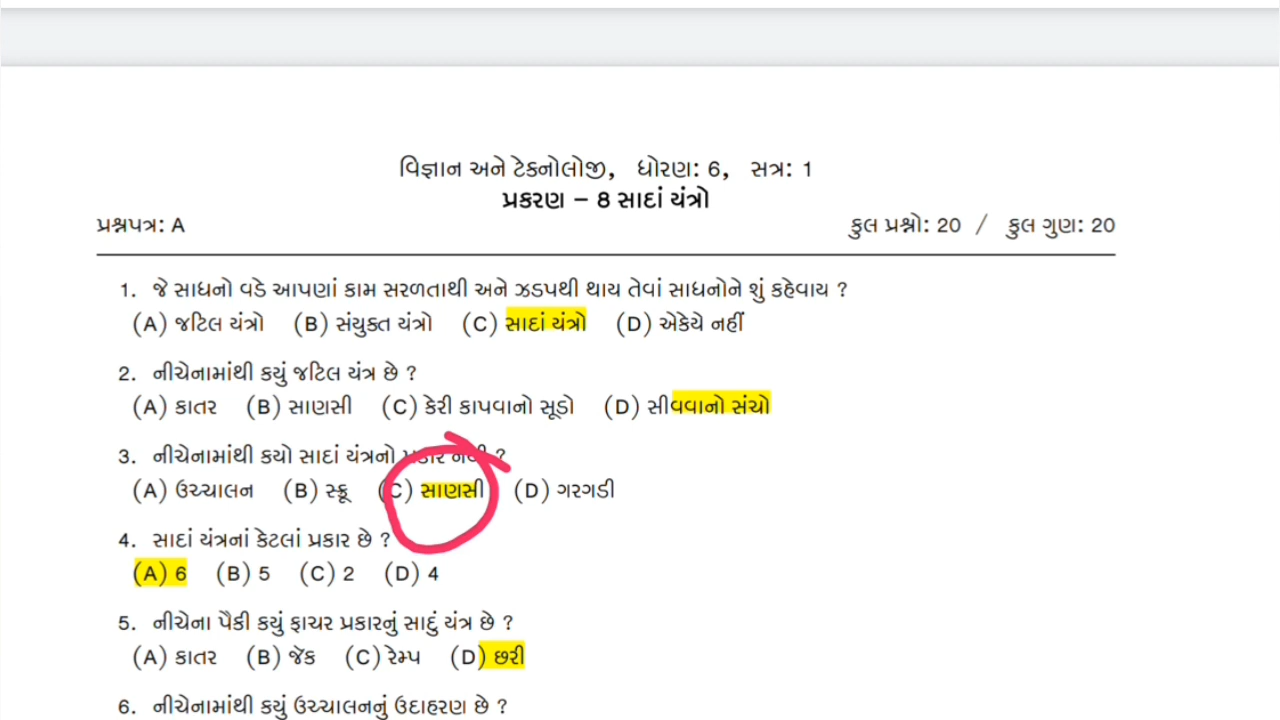 વિજ્ઞાન અને ટેક્નોલોજી, ધોરણ: 6, સત્ર: 1
પ્રકરણ – 8 સાદાં યંત્રો
પ્રશ્નપત્ર: A કુલ પ્રશ્નો: 20 / કુલ ગુણ: 20
1. જે સાધનો વડે આપણાં કામ સરળતાથી અને ઝડપથી થાય તેવાં સાધનોને શું કહેવાય ?
(A) જટિલ યંત્રો (B) સંયુક્ત યંત્રો (C) સાદાં યંત્રો (D) એકેયે નહીં
2. નીચેનામાંથી કયું જટિલ યંત્ર છે ?
(A) કાતર (B) સાણસી (C) કેરી કાપવાનો સૂડો (D) સીવવાનો સંચો
3. નીચેનામાંથી કયો સાદાં યંત્રનો પ્રકાર નથી ?
(A) ઉચ્ચાલન (B) સ્ક્રૂ (C) સાણસી (D) ગરગડી
4. સાદાં યંત્રનાં કેટલાં પ્રકાર છે ?
(A) 6 (B) 5 (C) 2 (D) 4
5. નીચેના પૈકી કયું ફાચર પ્રકારનું સાદું યંત્ર છે ?
(A) કાતર (B) જૅક (C) રેમ્પ (D) છરી
6. નીચેનામાંથી કયું ઉચ્ચાલનનું ઉદાહરણ છે ?